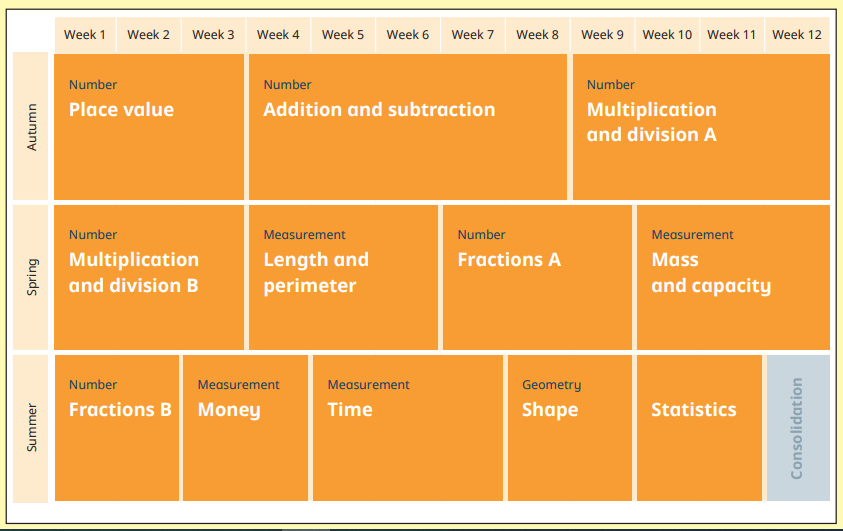 Week 1 Week 2 Week 3 Week 4 Week 5 Week 6 Week 7 Week 8 Week 9 Week 10 Week 11 Week 12
Autumn
Number
Place value
Number
Addition and subtraction
Number
Multiplication
and division A
Spring
Number
Multiplication
and division B
Measurement
Length and
perimeter
Number
Fractions A
Measurement
Mass
and capacity
Summer
Number
Fractions B
Measurement
Money
Measurement
Time
Geometry
Shape
Statistics
Consolidation